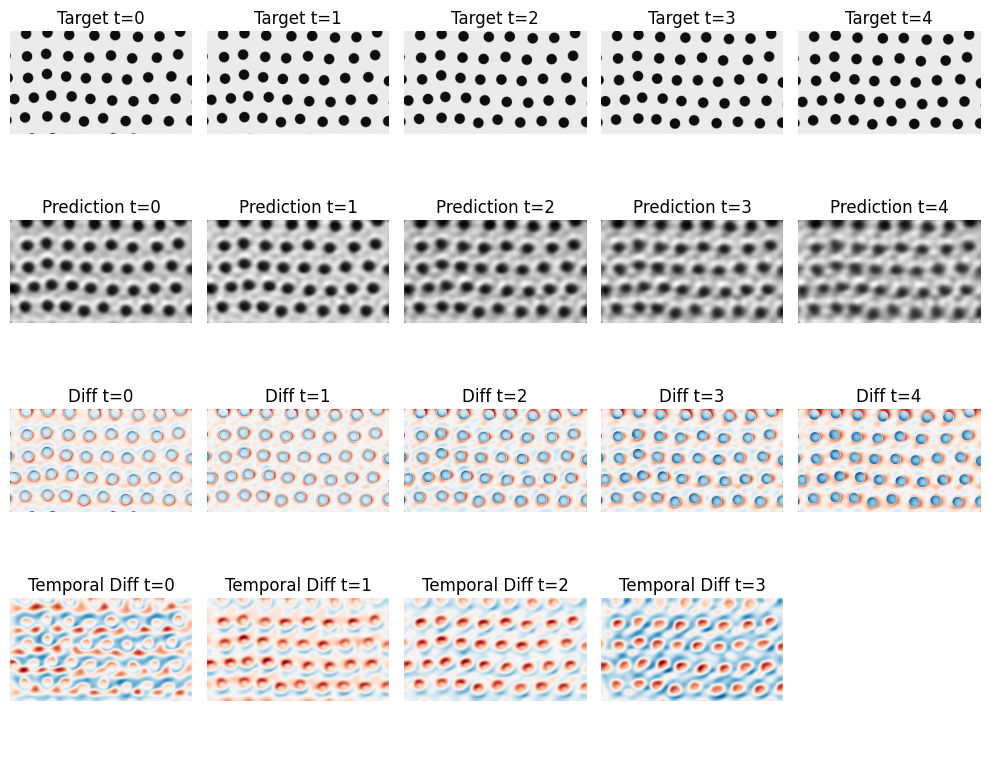 Target t=0 Target t=1 Target t=2 Target t=3 Target t=4
Prediction t=0 Prediction t=1 Prediction t=2 Prediction t=3 Prediction t=4
Diff t=0 Diff t=1 Diff t=2 Diff t=3 Diff t=4
Temporal Diff t=0 Temporal Diff t=1 Temporal Diff t=2 Temporal Diff t=3